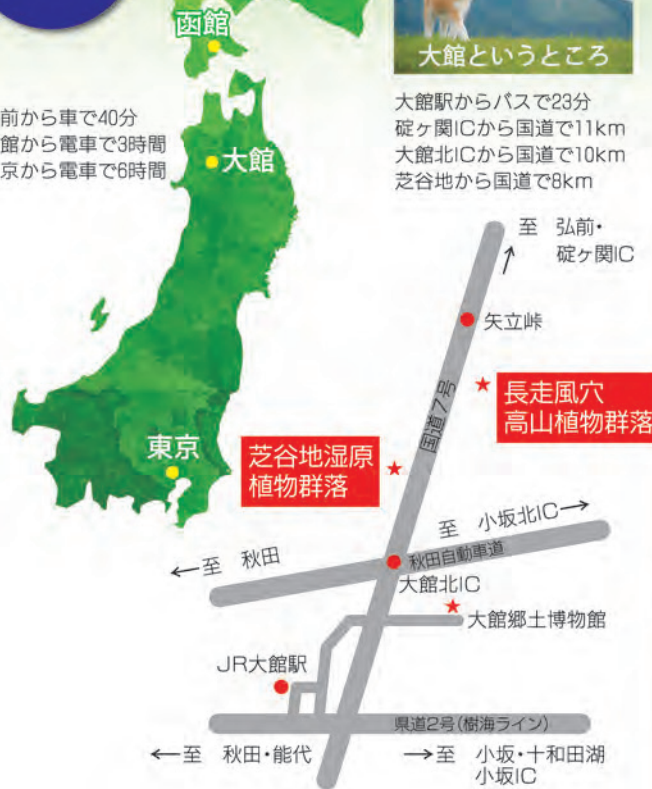 函館
大館というところ
前から車で40分
館から電車で3時間
京から電車で6時間
大館
大館駅からバスで23分
碇ヶ関ICから国道で11km
大館北ICから国道で10km
芝谷地から国道で8km
至 弘前・
碇ヶ関IC
矢立峠
国道7号
長走風穴
高山植物群落
東京
芝谷地湿原
植物群落
至 小坂北IC→
←至 秋田
秋田自動車道
大館北IC
大館郷土博物館
JR大館駅
県道2号(樹海ライン)
←至 秋田・能代
→至 小坂・十和田湖
小坂IC